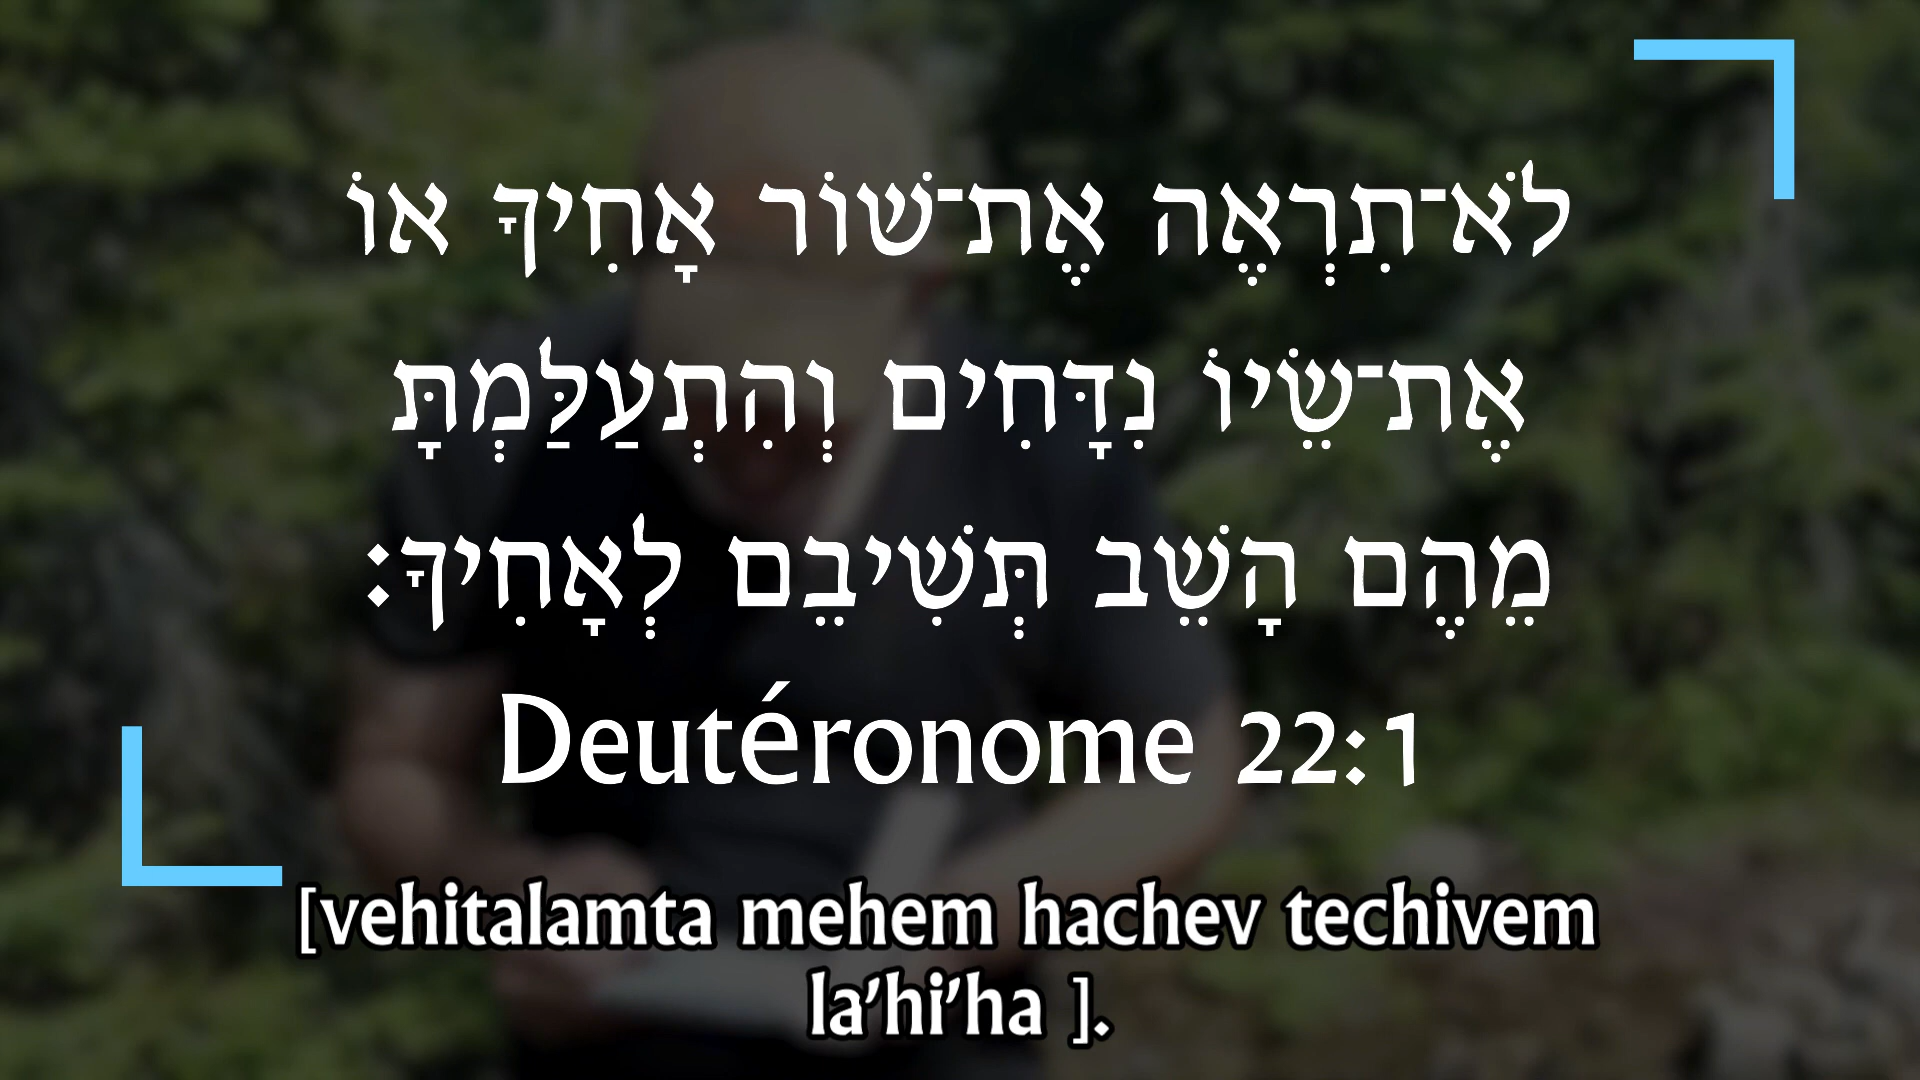 לֹא־תִרְאֶה אֶת־שׁוֹר אָחִיךָ אוֹ
אֶת־שֵׂיוֹ נִדָּחִים וְהִתְעַלַּמְתָּ
מֵהֶם הָשֵׁב תְּשִׁיבֵם לְאָחִיךָ׃
Deutéronome 22:1
[vehitalamta mehem hachev techivem
la’hi’ha ].